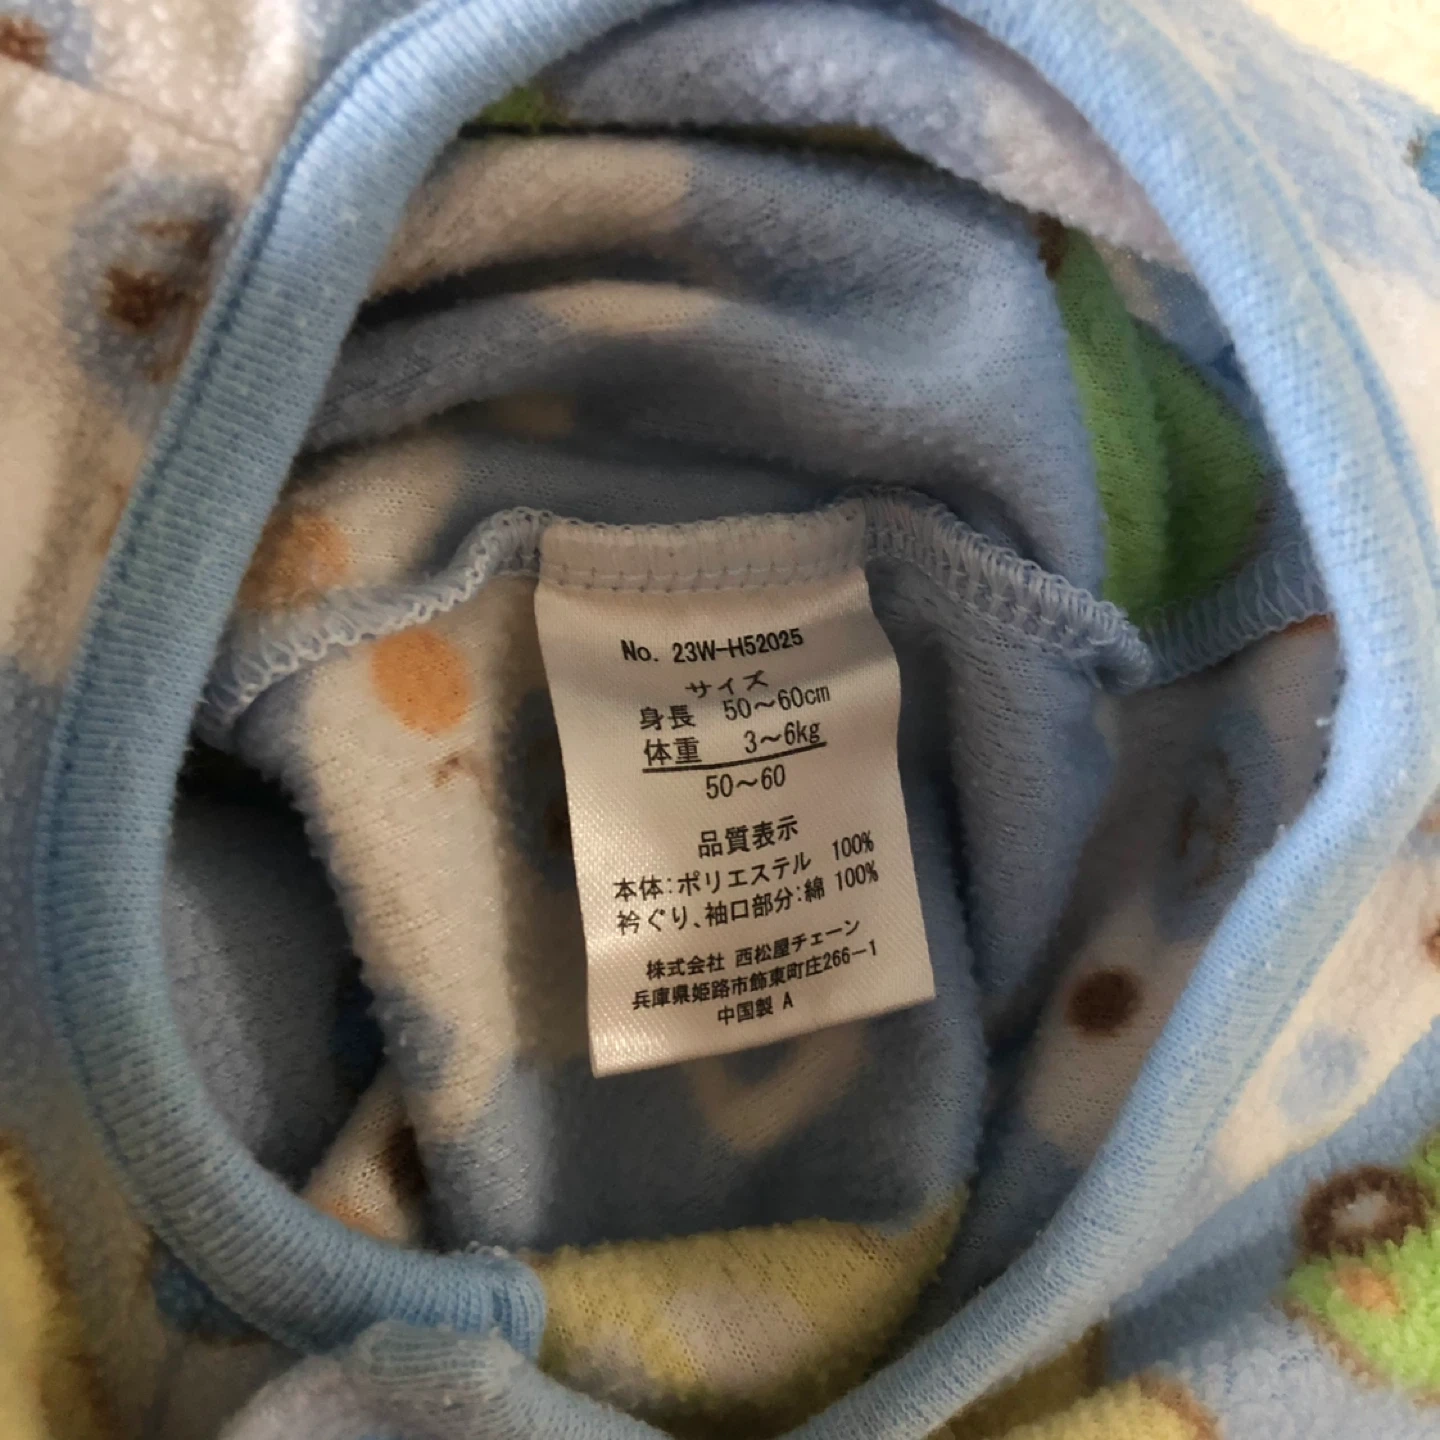 No. 23W-H52025
サイズ
身長 50～60cm
体重 3～6kg
50～60
品質表示
本体:ポリエステル 100%
衿ぐり、袖口部分:綿 100%
株式会社 西松屋チェーン
兵庫県姫路市飾東町庄266-1
中国製 A